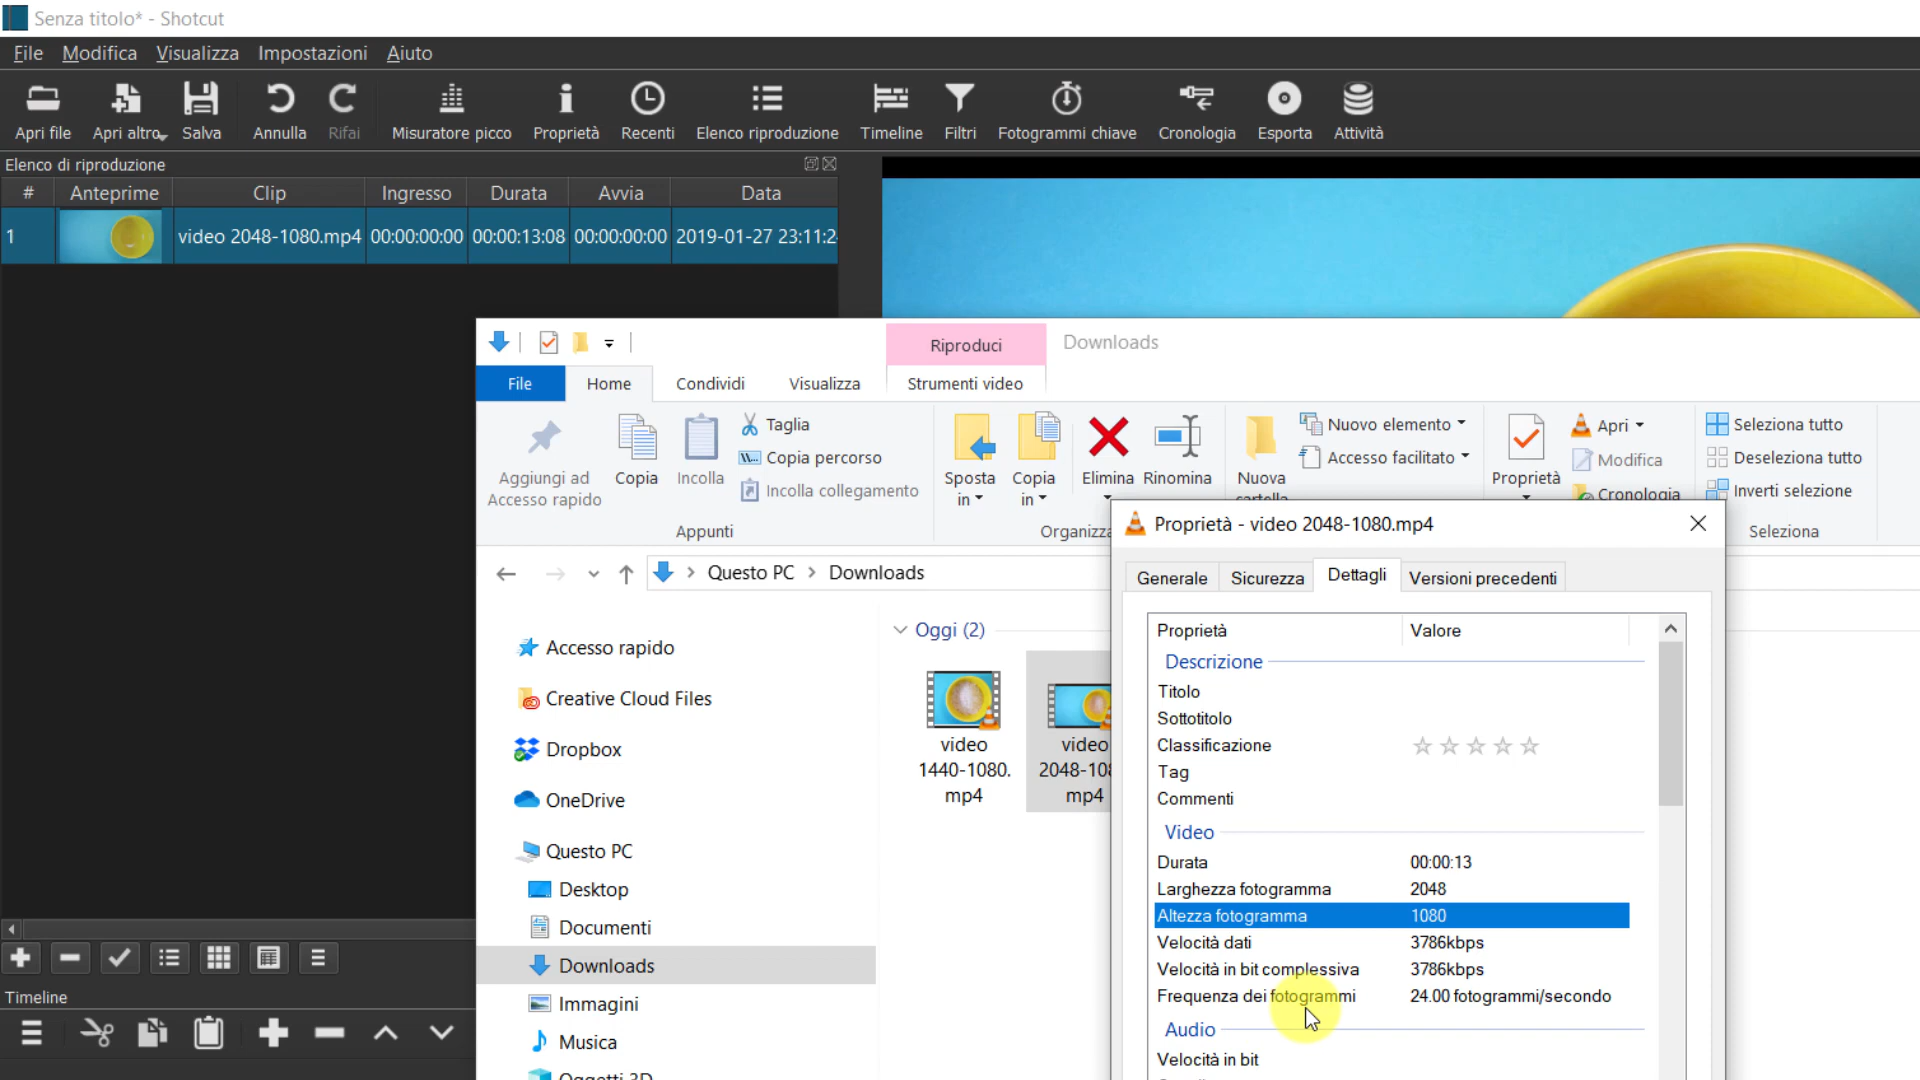 Senza titolo* - Shotcut
File Modifica Visualizza Impostazioni Aiuto
Apri file Apri altro Salva Annulla Rifai Misuratore picco Proprietà Recenti Elenco riproduzione Timeline Filtri Fotogrammi chiave Cronologia Esporta Attività
Elenco di riproduzione
# Anteprime Clip Ingresso Durata Avvia Data
1 video 2048-1080.mp4 00:00:00:00 00:00:13:08 00:00:00:00 2019-01-27 23:11:2
Riproduci Downloads
File Home Condividi Visualizza Strumenti video
Aggiungi ad
Accesso rapido
Copia
Incolla
Taglia
Copia percorso
Incolla collegamento
Appunti
Sposta
in
Copia
in
Elimina
Rinomina
Organizza
Nuova
cartella
Nuovo elemento
Accesso facilitato
Proprietà
Apri
Modifica
Cronologia
Seleziona tutto
Deseleziona tutto
Inverti selezione
Seleziona
Questo PC Downloads
Accesso rapido
Creative Cloud Files
Dropbox
OneDrive
Questo PC
Desktop
Documenti
Downloads
Immagini
Musica
Oggetti 3D
Oggi (2)
video
1440-1080.
mp4
video
2048-108
mp4
Proprietà - video 2048-1080.mp4
Generale Sicurezza Dettagli Versioni precedenti
Proprietà Valore
Descrizione
Titolo
Sottotitolo
Classificazione
Tag
Commenti
Video
Durata 00:00:13
Larghezza fotogramma 2048
Altezza fotogramma 1080
Velocità dati 3786kbps
Velocità in bit complessiva 3786kbps
Frequenza dei fotogrammi 24.00 fotogrammi/secondo
Audio
Velocità in bit
Timeline